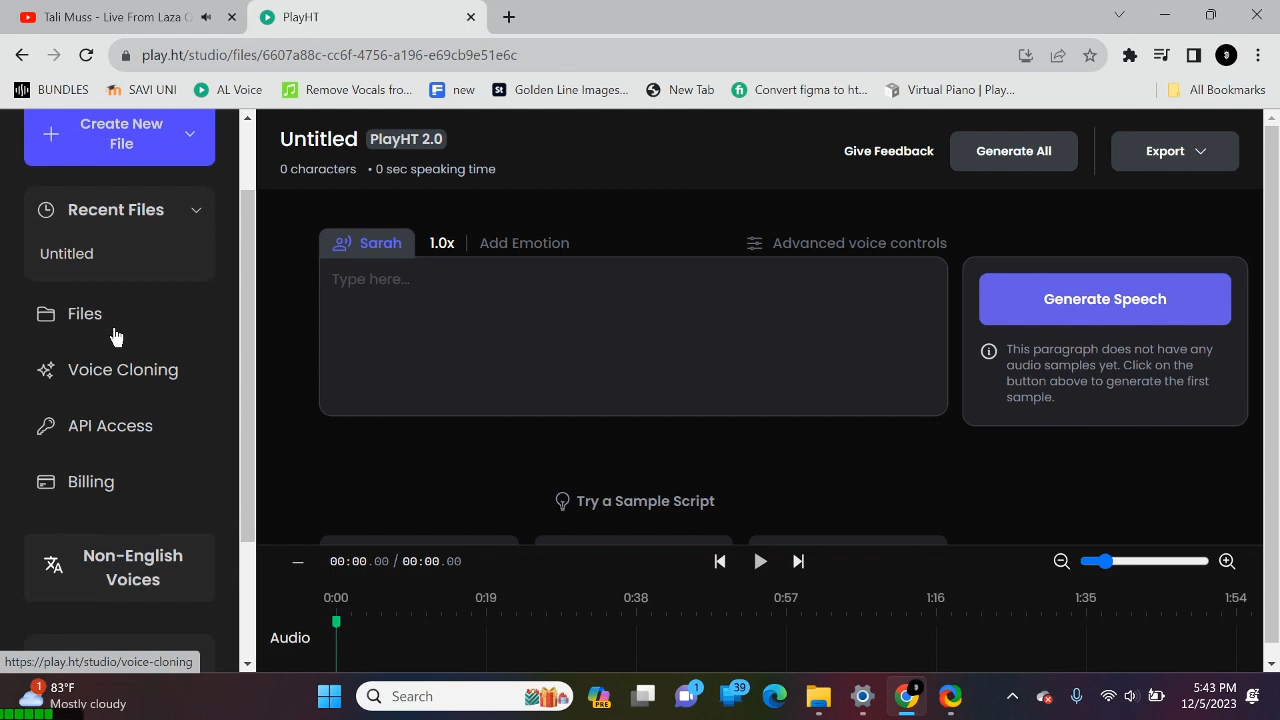 Tali Muss - Live From Laza
PlayHT
play.ht/studio/files/6607a88c-cc6f-4756-a196-e69cb9e51e6c
BUNDLES
SAVI UNI
AL Voice
Remove Vocals fro...
new
Golden Line Images...
New Tab
Convert figma to ht...
Virtual Piano | Play...
All Bookmarks
Create New
File
Recent Files
Untitled
Files
Voice Cloning
API Access
Billing
Non-English
Voices
https://play.ht/studio/voice-cloning
Untitled PlayHT 2.0
0 characters • 0 sec speaking time
Give Feedback
Generate All
Export
Sarah 1.0x Add Emotion
Advanced voice controls
Type here...
Generate Speech
This paragraph does not have any
audio samples yet. Click on the
button above to generate the first
sample.
Try a Sample Script
00:00.00 / 00:00.00
0:00 0:19 0:38 0:57 1:16 1:35 1:54
Audio
1
83°F
Mostly cloudy
Search
PRE
1
39
5:43 PM
12/5/2023